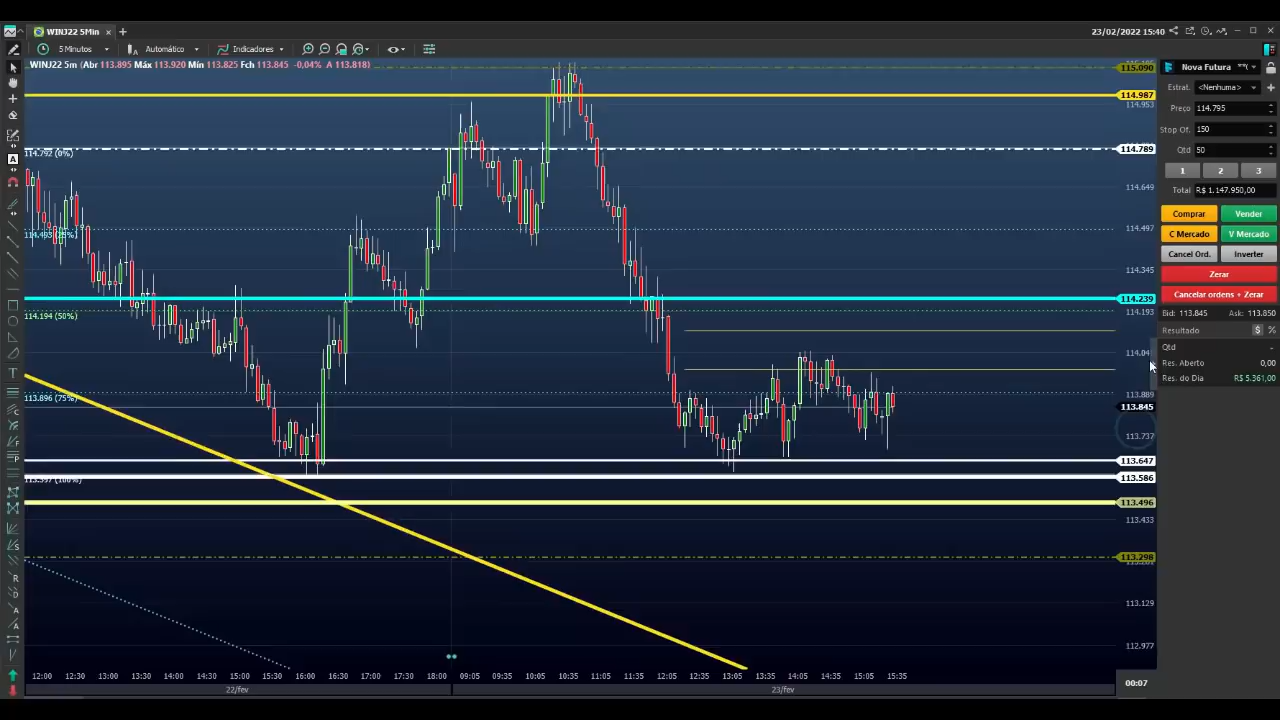 WINJ22 5Min
23/02/2022 15:40
5 Minutos
Automático
Indicadores
WINJ22 5m (Abr 113.895 Máx 113.920 Mín 113.825 Fch 113.845 -0,04% A 113.818)
114.792 (0%)
114.493 (25%)
114.194 (50%)
113.896 (75%)
113.597 (100%)
115.090
114.987
114.953
114.789
114.649
114.497
114.345
114.239
114.193
114.041
113.889
113.845
113.737
113.647
113.586
113.496
113.433
113.298
113.129
112.977
12:00 12:30 13:00 13:30 14:00 14:30 15:00 15:30 16:00 16:30 17:00 17:30 18:00 09:05 09:35 10:05 10:35 11:05 11:35 12:05 12:35 13:05 13:35 14:05 14:35 15:05 15:35
22/fev
23/fev
00:07
Nova Futura
Estrat. <Nenhuma>
Preço 114.795
Stop Of. 150
Qtd 50
1 2 3
Total R$ 1.147.950,00
Comprar Vender
C Mercado V Mercado
Cancel Ord. Inverter
Zerar
Cancelar ordens + Zerar
Bid: 113.845 Ask: 113.850
Resultado $ %
Qtd -
Res. Aberto 0,00
Res. do Dia R$ 5.361,00